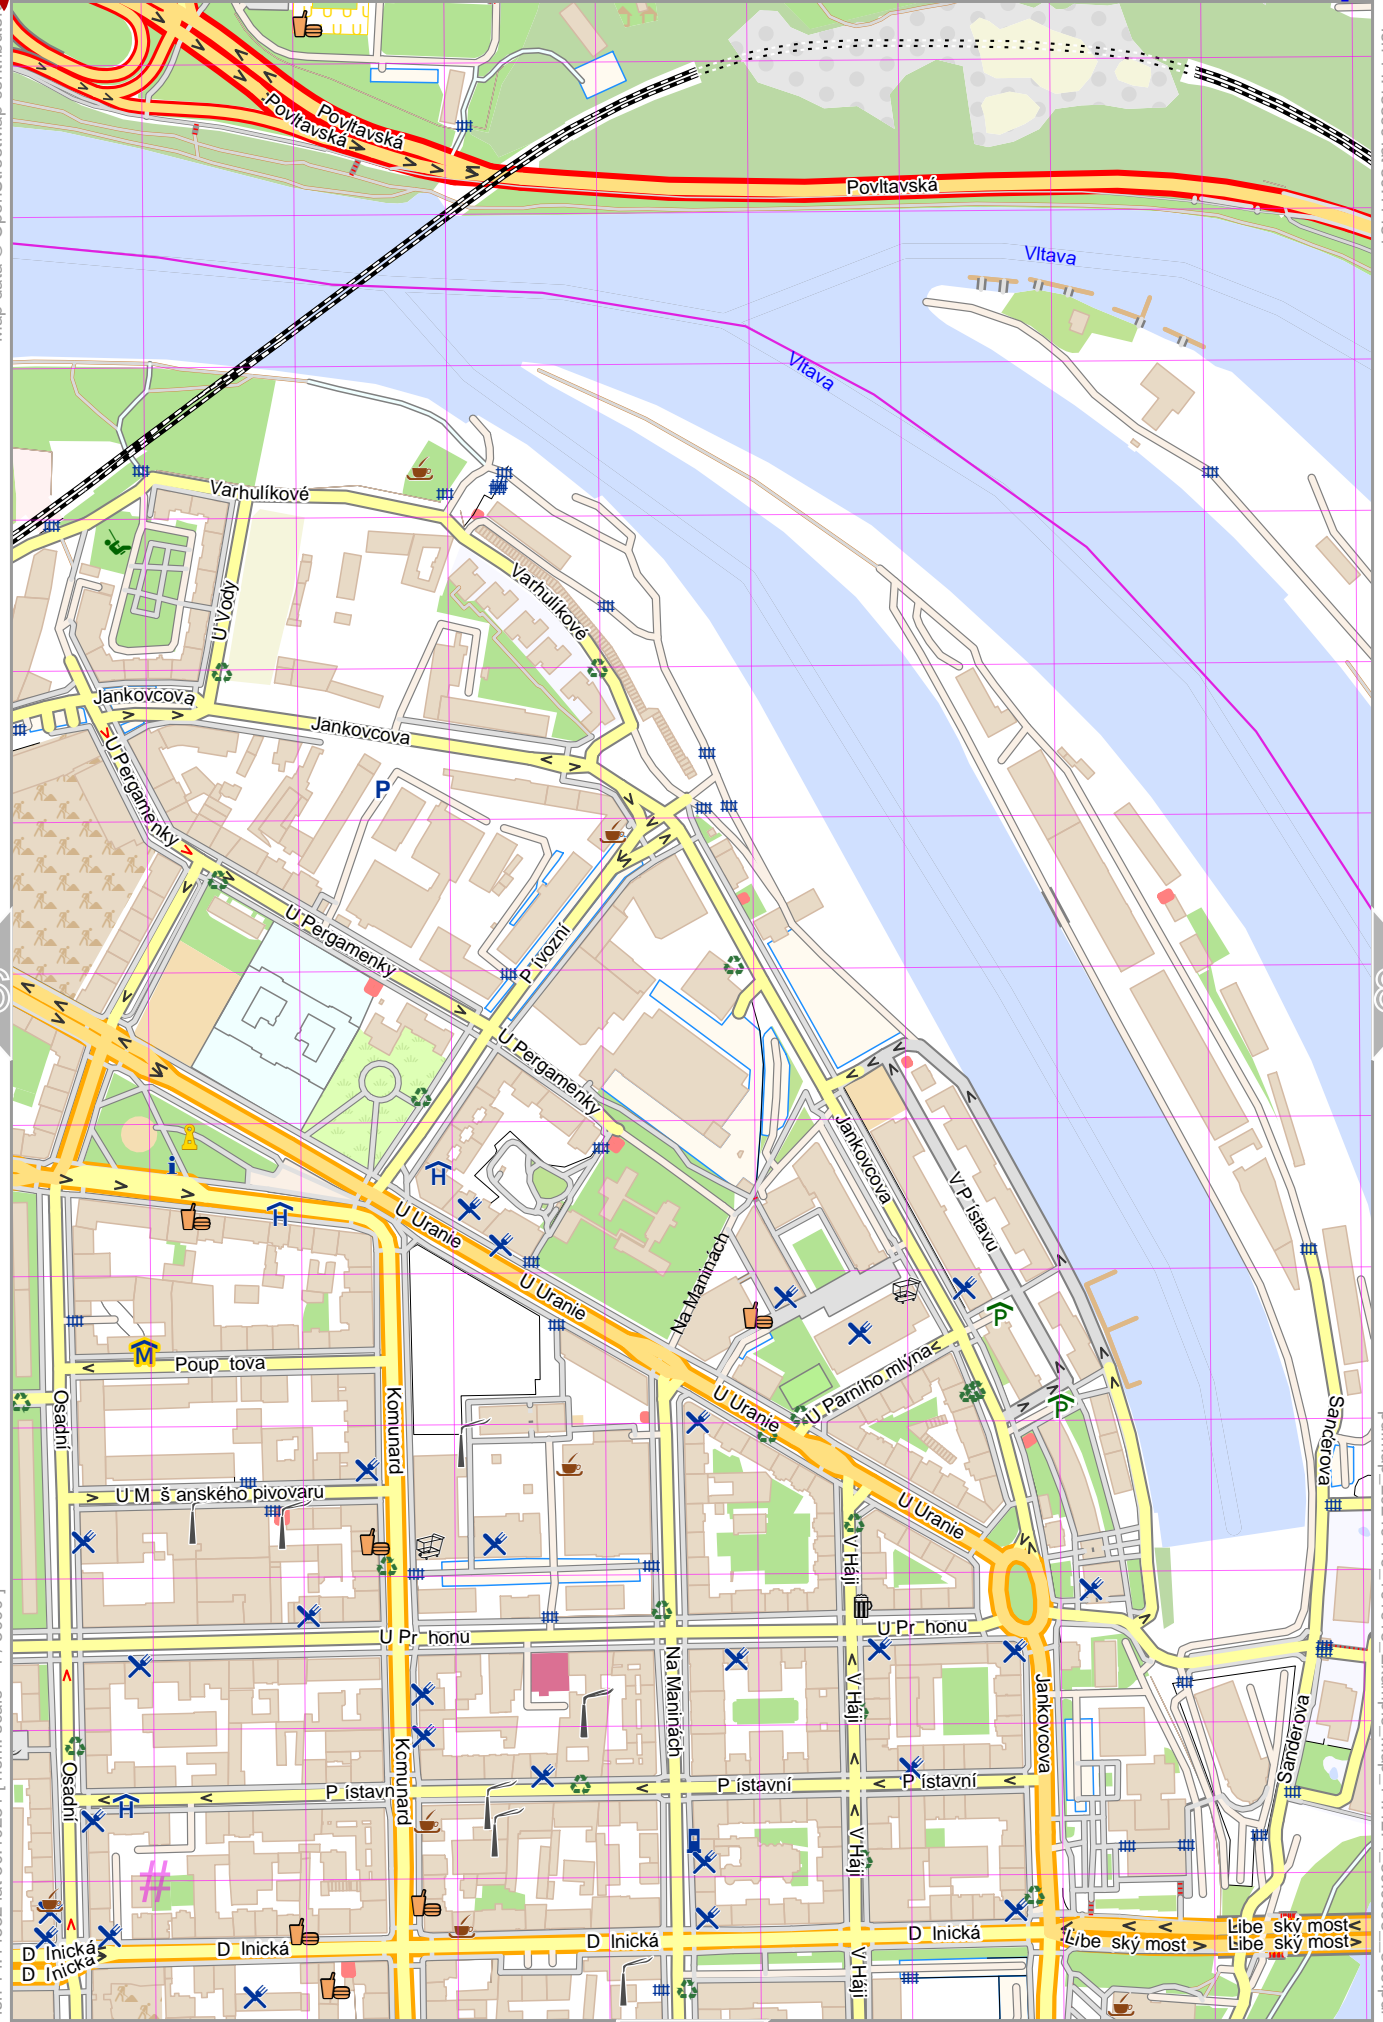 Povltavská
Povltavská
Povltavská
Vltava
Vltava
Varhulíkové
Varhulíkové
U Vody
Jankovcova
Jankovcova
U Pergamenky
P
U Pergamenky
P ívozní
U Pergamenky
Jankovcova
V P ístavu
i
H
H
U Uranie
U Uranie
Na Maninách
P
U Parního mlýna
P
M
Poup tova
Osadní
Komunard
U Uranie
Sanderova
U M š anského pivovaru
U Uranie
V Háji
U Pr honu
U Pr honu
Na Maninách
V Háji
Jankovcova
Sanderova
Osadní
Komunard
P ístavn
P ístavní
P ístavní
H
V Háji
#
D lnická
D lnická
D lnická
D lnická
D lnická
Libe ský most
Libe ský most
Libe ský most
V Háji